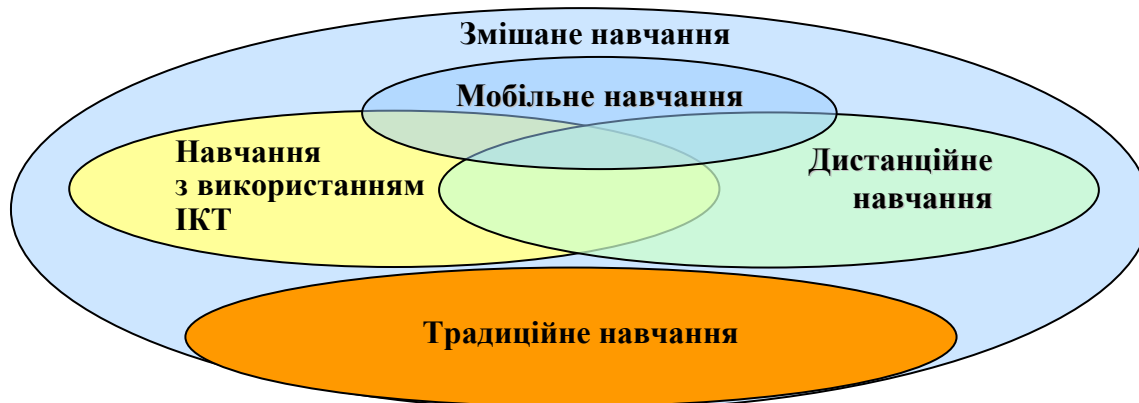 Змішане навчання
Мобільне навчання
Навчання
з використанням
ІКТ
Дистанційне
навчання
Традиційне навчання